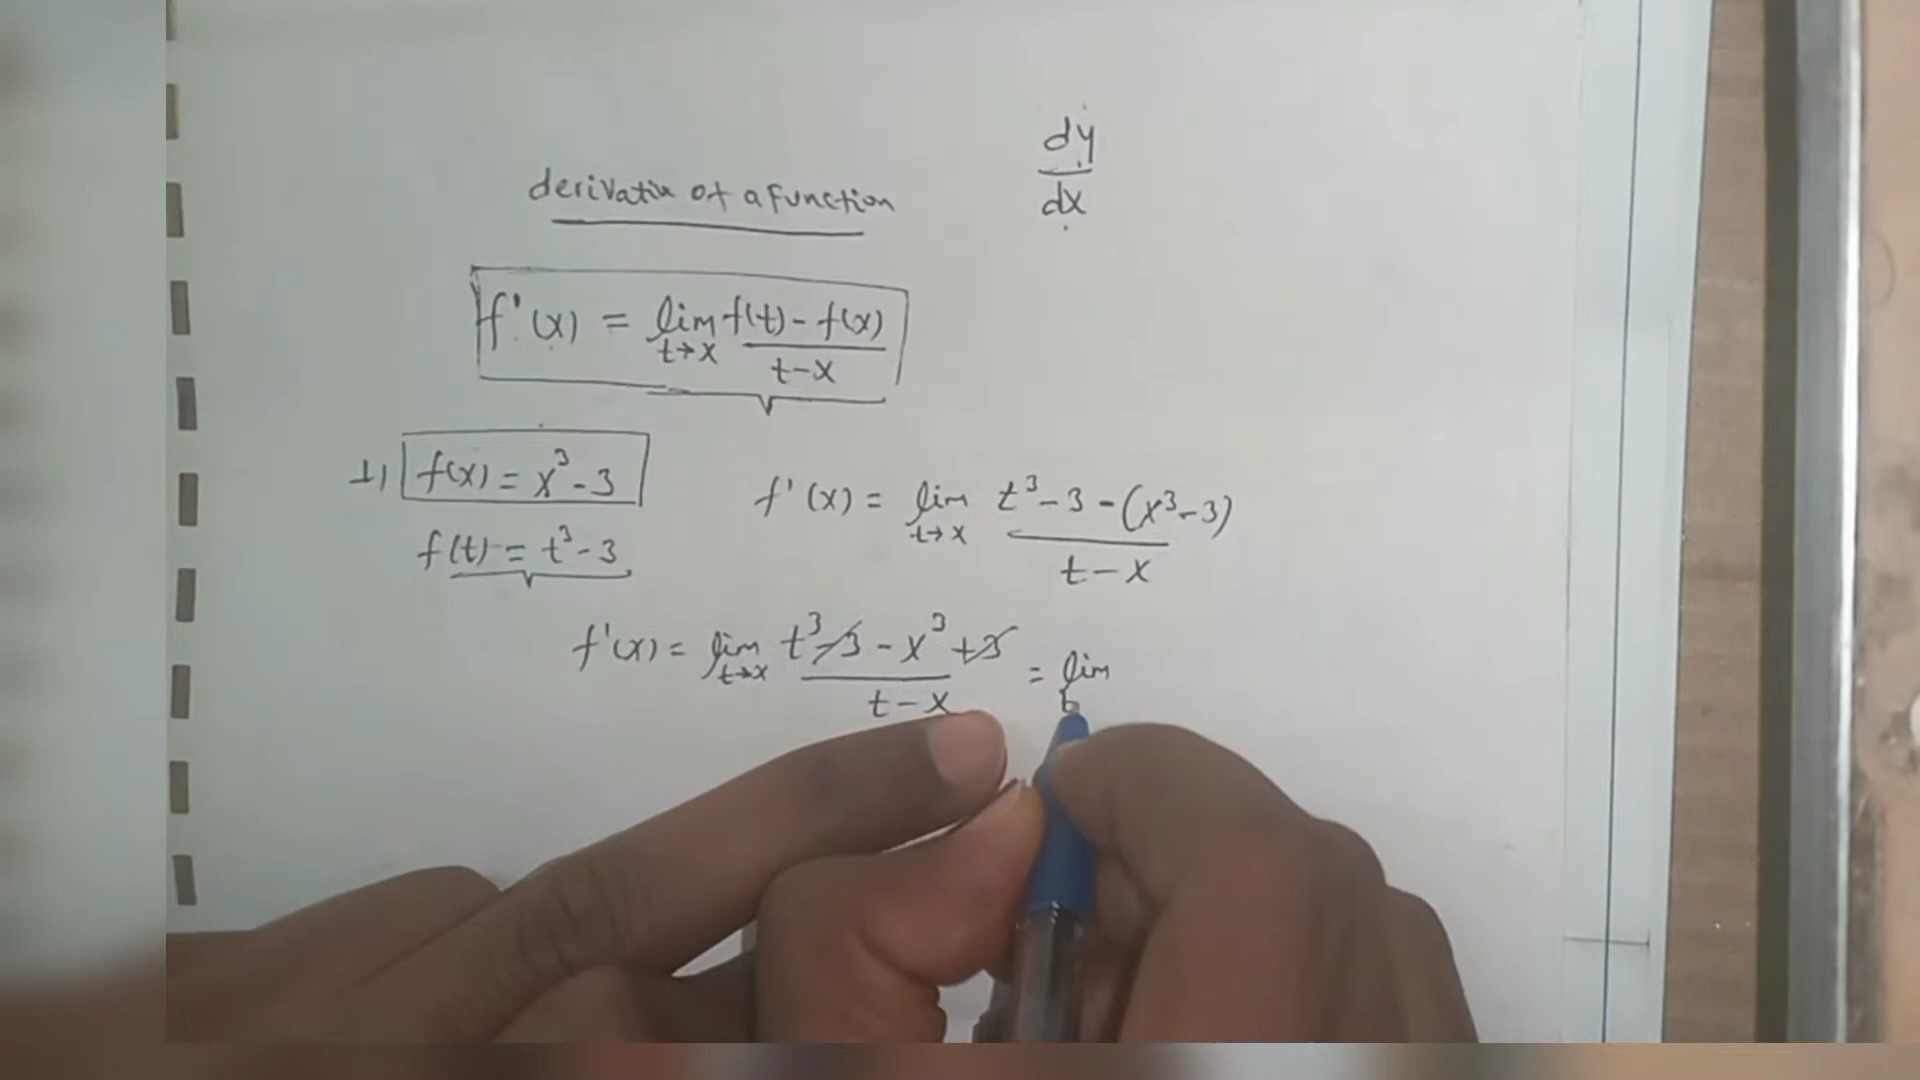 dy
dx
derivative of a function
f'(x) = lim f(t) - f(x)
t→x t-x
1) f(x) = x³ - 3
f'(x) = lim t³ - 3 - (x³ - 3)
t→x t - x
f(t) = t³ - 3
f'(x) = lim t³ - 3 - x³ + 3 = lim
t→x t - x t